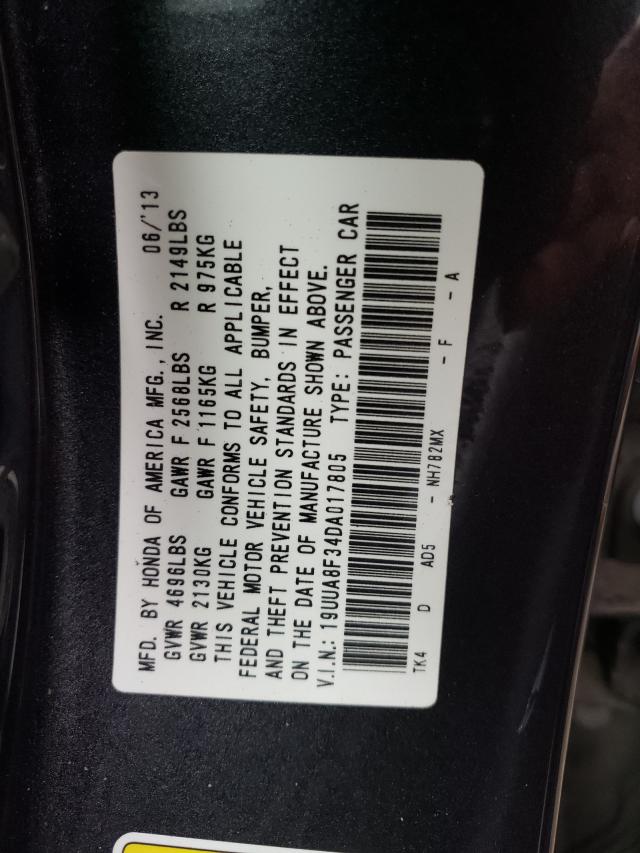 MFD. BY HONDA OF AMERICA MFG., INC. 06/'13
GVWR 4696LBS GAWR F 2568LBS R 2149LBS
GVWR 2130KG GAWR F 1165KG R 975KG
THIS VEHICLE CONFORMS TO ALL APPLICABLE
FEDERAL MOTOR VEHICLE SAFETY, BUMPER,
AND THEFT PREVENTION STANDARDS IN EFFECT
ON THE DATE OF MANUFACTURE SHOWN ABOVE.
V.I.N.: 19UUA8F34DA017805 TYPE: PASSENGER CAR
TK4 D AD5 - NH782MX - F - A